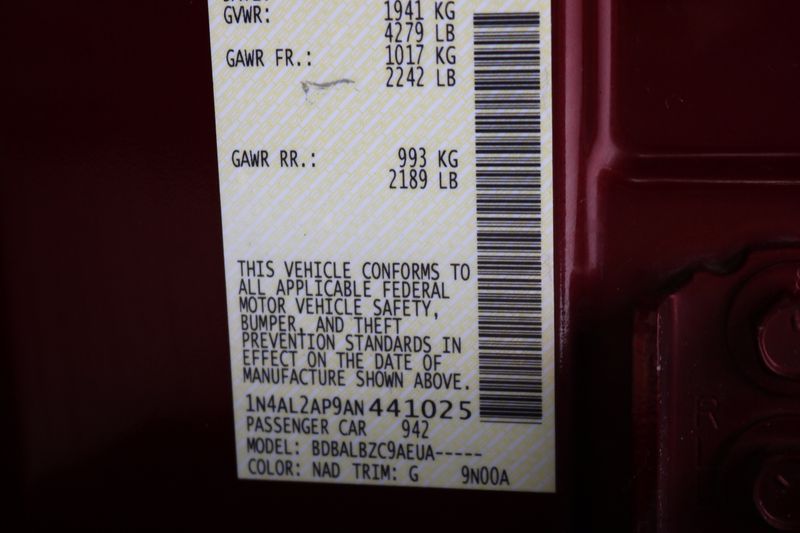 GVWR: 1941 KG
4279 LB
GAWR FR.: 1017 KG
2242 LB
GAWR RR.: 993 KG
2189 LB
THIS VEHICLE CONFORMS TO
ALL APPLICABLE FEDERAL
MOTOR VEHICLE SAFETY,
BUMPER, AND THEFT
PREVENTION STANDARDS IN
EFFECT ON THE DATE OF
MANUFACTURE SHOWN ABOVE.
1N4AL2AP9AN441025
PASSENGER CAR 942
MODEL: BDBALBZC9AEUA-----
COLOR: NAD TRIM: G 9N00A